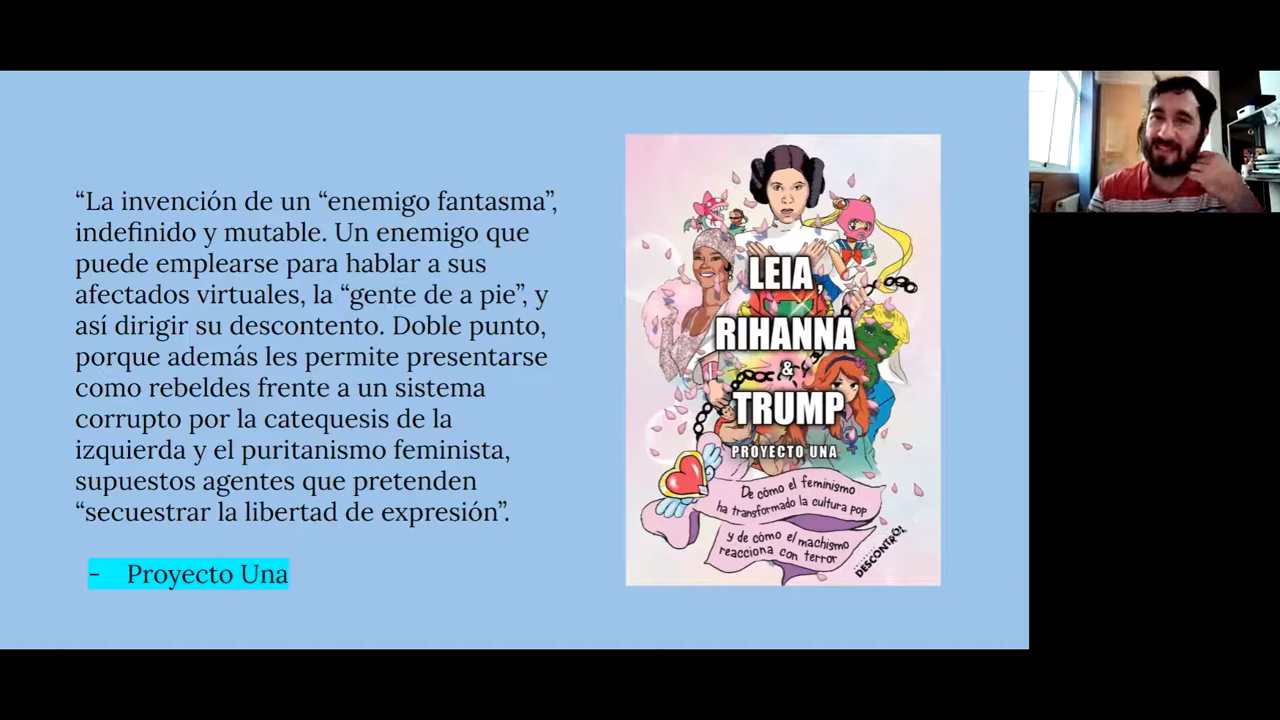 “La invención de un “enemigo fantasma”,
indefinido y mutable. Un enemigo que
puede emplearse para hablar a sus
afectados virtuales, la “gente de a pie”, y
así dirigir su descontento. Doble punto,
porque además les permite presentarse
como rebeldes frente a un sistema
corrupto por la catequesis de la
izquierda y el puritanismo feminista,
supuestos agentes que pretenden
“secuestrar la libertad de expresión”.
- Proyecto Una
LEIA,
RIHANNA
&
TRUMP
PROYECTO UNA
De cómo el feminismo
ha transformado la cultura pop
y de cómo el machismo
reacciona con terror
DESCONTROL